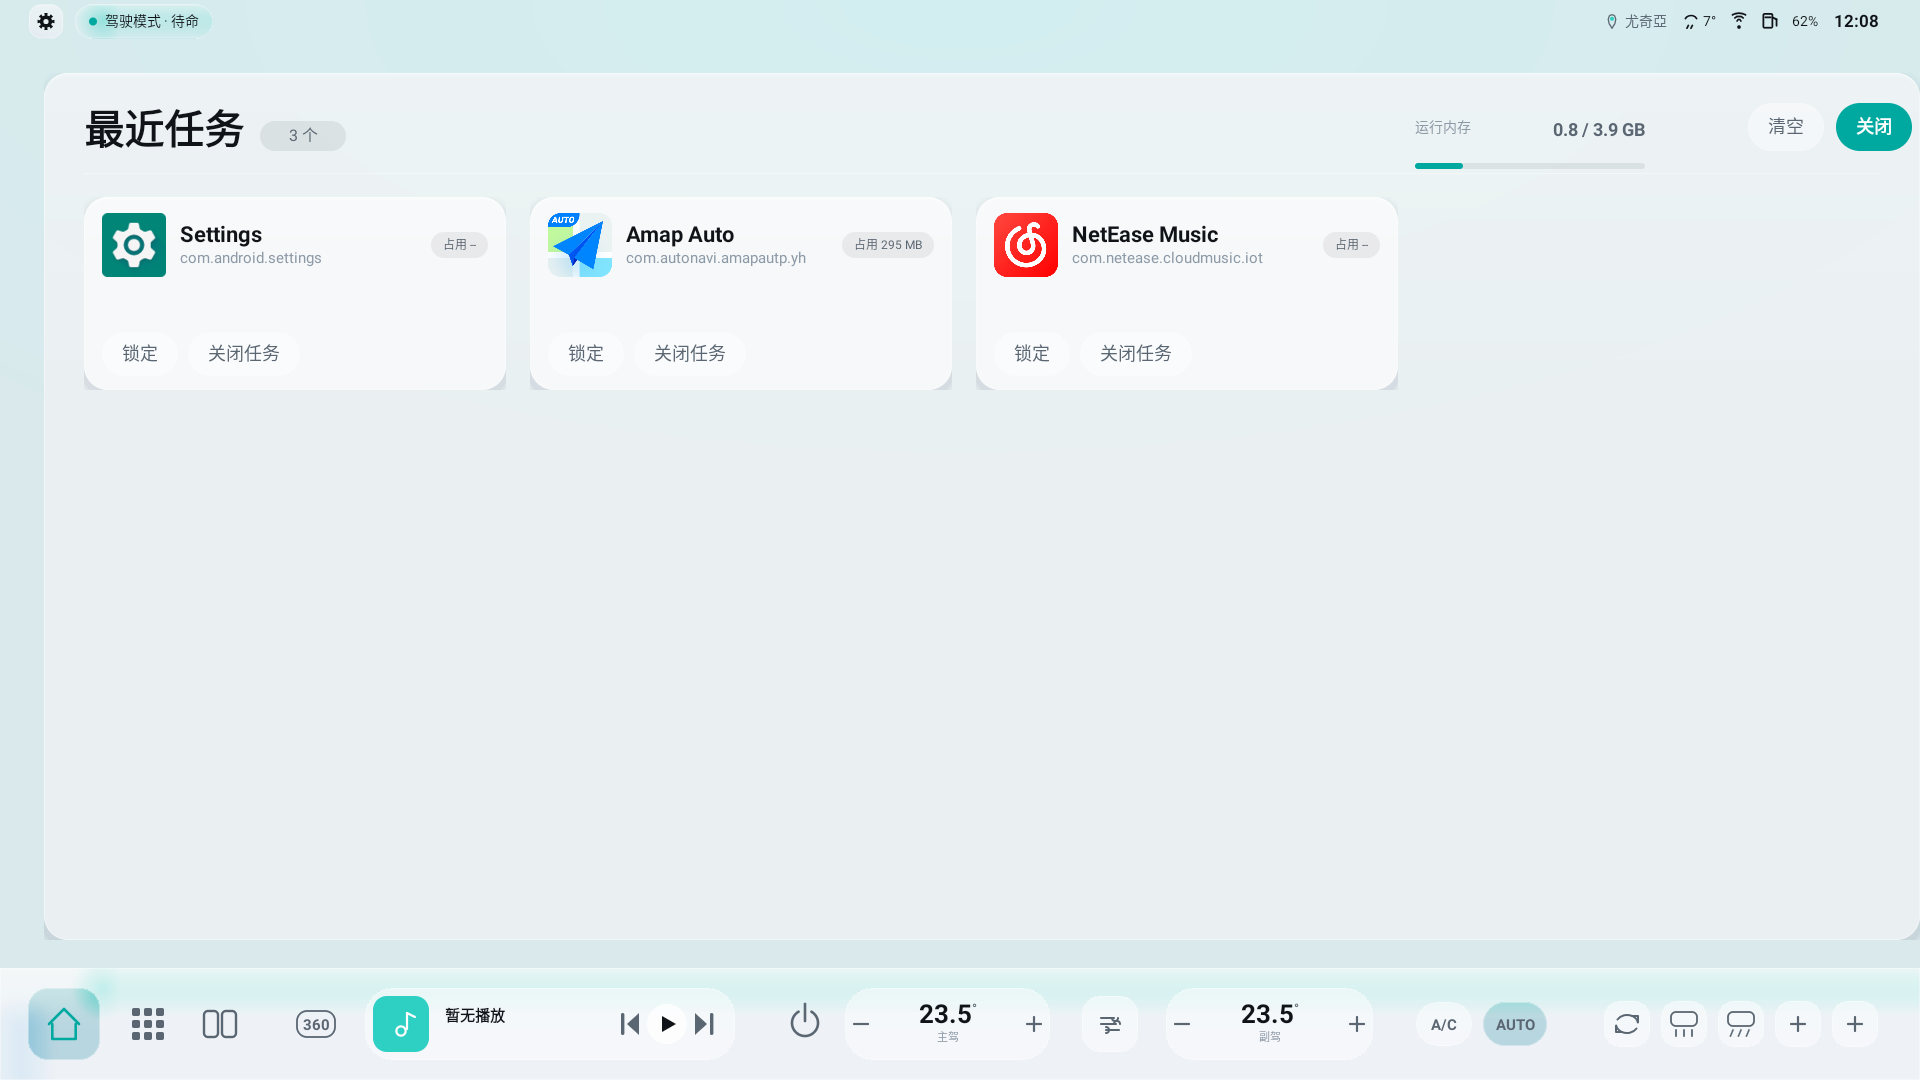 驾驶模式 · 待命
尤奇亞
7°
62%
12:08
最近任务
3 个
运行内存
0.8 / 3.9 GB
清空
关闭
Settings
com.android.settings
占用 –
锁定
关闭任务
AUTO
Amap Auto
com.autonavi.amapautp.yh
占用 295 MB
锁定
关闭任务
NetEase Music
com.netease.cloudmusic.iot
占用 –
锁定
关闭任务
360
暂无播放
23.5°
主驾
23.5°
副驾
A/C
AUTO